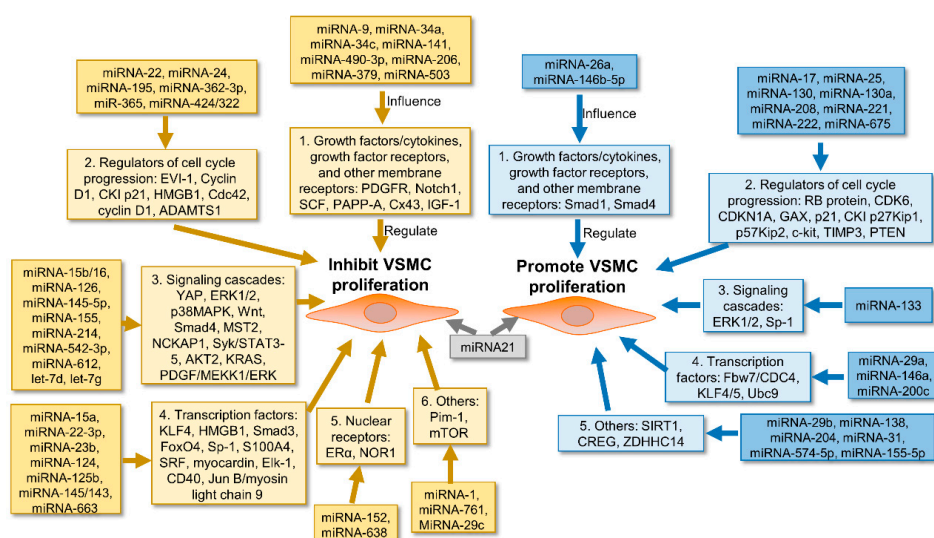 miRNA-22, miRNA-24,
miRNA-195, miRNA-362-3p,
miR-365, miRNA-424/322
2. Regulators of cell cycle
progression: EVI-1, Cyclin
D1, CKI p21, HMGB1, Cdc42,
cyclin D1, ADAMTS1
miRNA-9, miRNA-34a,
miRNA-34c, miRNA-141,
miRNA-490-3p, miRNA-206,
miRNA-379, miRNA-503
Influence
1. Growth factors/cytokines,
growth factor receptors,
and other membrane
receptors: PDGFR, Notch1,
SCF, PAPP-A, Cx43, IGF-1
Regulate
Inhibit VSMC
proliferation
miRNA-15b/16,
miRNA-126,
miRNA-145-5p,
miRNA-155,
miRNA-214,
miRNA-542-3p,
miRNA-612,
let-7d, let-7g
3. Signaling cascades:
YAP, ERK1/2,
p38MAPK, Wnt,
Smad4, MST2,
NCKAP1, Syk/STAT3-
5, AKT2, KRAS,
PDGF/MEKK1/ERK
miRNA-15a,
miRNA-22-3p,
miRNA-23b,
miRNA-124,
miRNA-125b,
miRNA-145/143,
miRNA-663
4. Transcription factors:
KLF4, HMGB1, Smad3,
FoxO4, Sp-1, S100A4,
SRF, myocardin, Elk-1,
CD40, Jun B/myosin
light chain 9
5. Nuclear
receptors:
ERα, NOR1
miRNA-152,
miRNA-638
6. Others:
Pim-1,
mTOR
miRNA-1,
miRNA-761,
MiRNA-29c
miRNA21
miRNA-26a,
miRNA-146b-5p
Influence
1. Growth factors/cytokines,
growth factor receptors,
and other membrane
receptors: Smad1, Smad4
Regulate
Promote VSMC
proliferation
miRNA-17, miRNA-25,
miRNA-130, miRNA-130a,
miRNA-208, miRNA-221,
miRNA-222, miRNA-675
2. Regulators of cell cycle
progression: RB protein, CDK6,
CDKN1A, GAX, p21, CKI p27Kip1,
p57Kip2, c-kit, TIMP3, PTEN
3. Signaling
cascades:
ERK1/2, Sp-1
miRNA-133
4. Transcription
factors: Fbw7/CDC4,
KLF4/5, Ubc9
miRNA-29a,
miRNA-146a,
miRNA-200c
5. Others: SIRT1,
CREG, ZDHHC14
miRNA-29b, miRNA-138,
miRNA-204, miRNA-31,
miRNA-574-5p, miRNA-155-5p